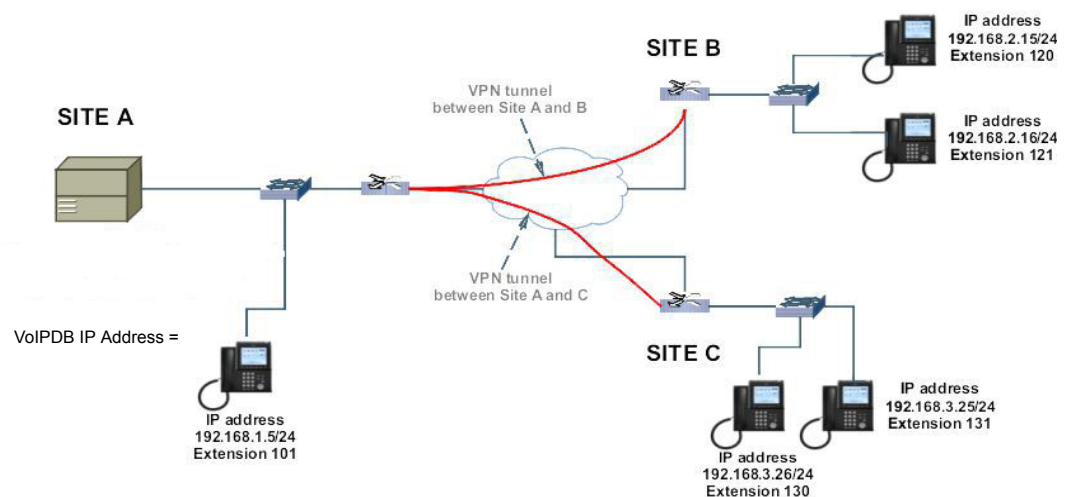 SITE A
VoIPDB IP Address =
IP address
192.168.1.5/24
Extension 101
VPN tunnel
between Site A and B
VPN tunnel
between Site A and C
SITE B
IP address
192.168.2.15/24
Extension 120
IP address
192.168.2.16/24
Extension 121
SITE C
IP address
192.168.3.26/24
Extension 130
IP address
192.168.3.25/24
Extension 131